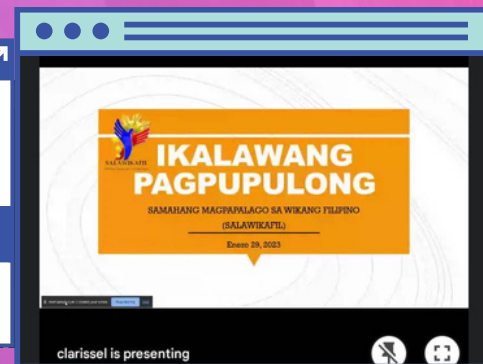 SALAWIKAFIL
IKALAWANG
PAGPUPULONG
SAMAHANG MAGPAPALAGO SA WIKANG FILIPINO
(SALAWIKAFIL)
Enero 29, 2023
clarissel is presenting